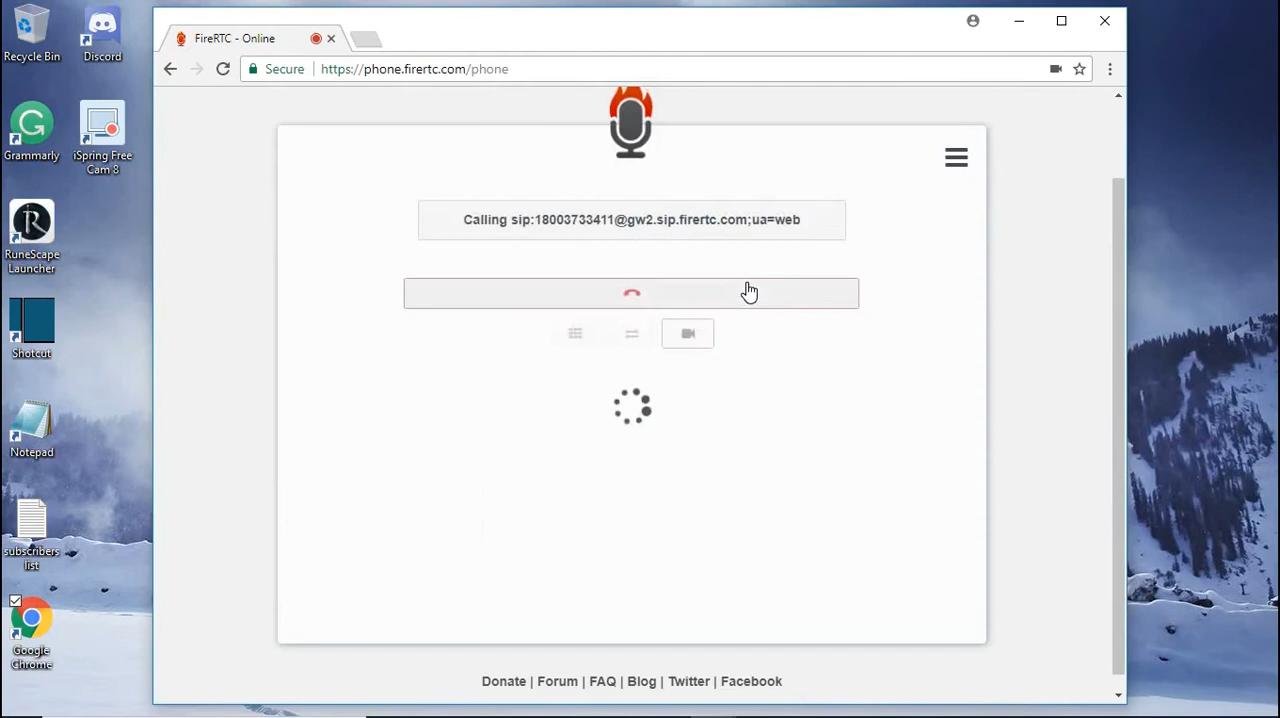 Recycle Bin
Discord
Grammarly
iSpring Free
Cam 8
RuneScape
Launcher
Shotcut
Notepad
subscribers
list
Google
Chrome
FireRTC - Online
Secure
https://phone.firertc.com/phone
Calling sip:18003733411@gw2.sip.firertc.com;ua=web
Donate | Forum | FAQ | Blog | Twitter | Facebook